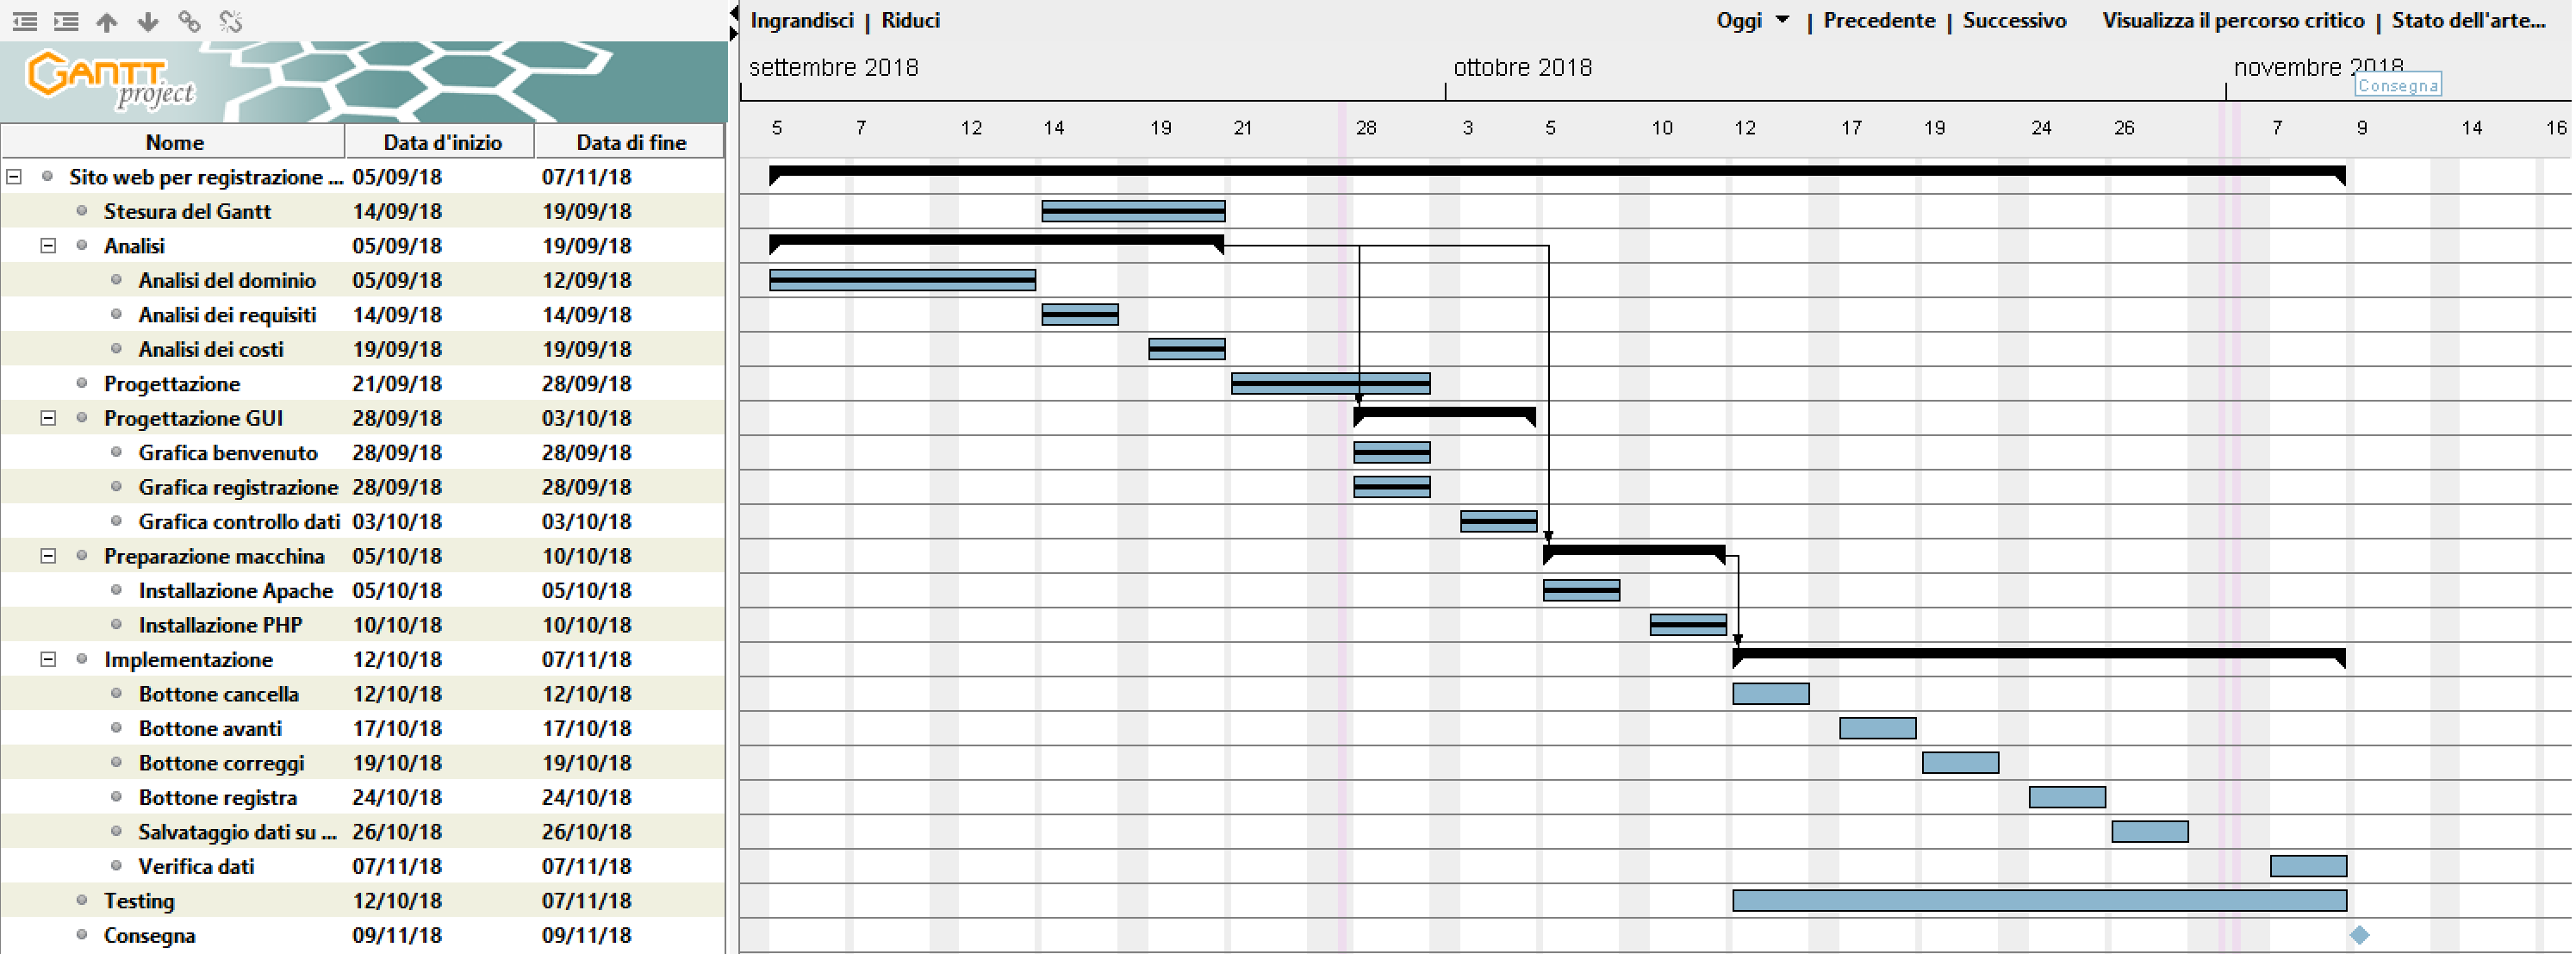 Ingrandisci | Riduci
Oggi | Precedente | Successivo Visualizza il percorso critico | Stato dell'arte...
GANTT
project
settembre 2018 ottobre 2018 novembre 2018
Consegna
5 7 12 14 19 21 28 3 5 10 12 17 19 24 26 7 9 14 16
Nome Data d'inizio Data di fine
Sito web per registrazione ... 05/09/18 07/11/18
Stesura del Gantt 14/09/18 19/09/18
Analisi 05/09/18 19/09/18
Analisi del dominio 05/09/18 12/09/18
Analisi dei requisiti 14/09/18 14/09/18
Analisi dei costi 19/09/18 19/09/18
Progettazione 21/09/18 28/09/18
Progettazione GUI 28/09/18 03/10/18
Grafica benvenuto 28/09/18 28/09/18
Grafica registrazione 28/09/18 28/09/18
Grafica controllo dati 03/10/18 03/10/18
Preparazione macchina 05/10/18 10/10/18
Installazione Apache 05/10/18 05/10/18
Installazione PHP 10/10/18 10/10/18
Implementazione 12/10/18 07/11/18
Bottone cancella 12/10/18 12/10/18
Bottone avanti 17/10/18 17/10/18
Bottone correggi 19/10/18 19/10/18
Bottone registra 24/10/18 24/10/18
Salvataggio dati su ... 26/10/18 26/10/18
Verifica dati 07/11/18 07/11/18
Testing 12/10/18 07/11/18
Consegna 09/11/18 09/11/18